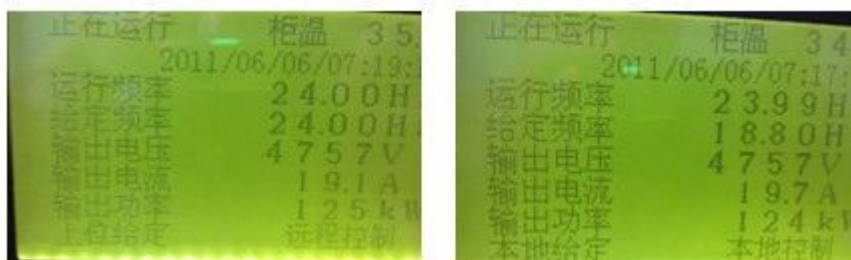 正在运行 柜温 35.
2011/06/06/07:19:
运行频率 24.00H
给定频率 24.00H
输出电压 4757V
输出电流 19.1A
输出功率 125kW
上位给定 远程控制
正在运行 柜温 34
2011/06/06/07:17:
运行频率 23.99H
给定频率 18.80H
输出电压 4757V
输出电流 19.7A
输出功率 124kW
本地给定 本地控制